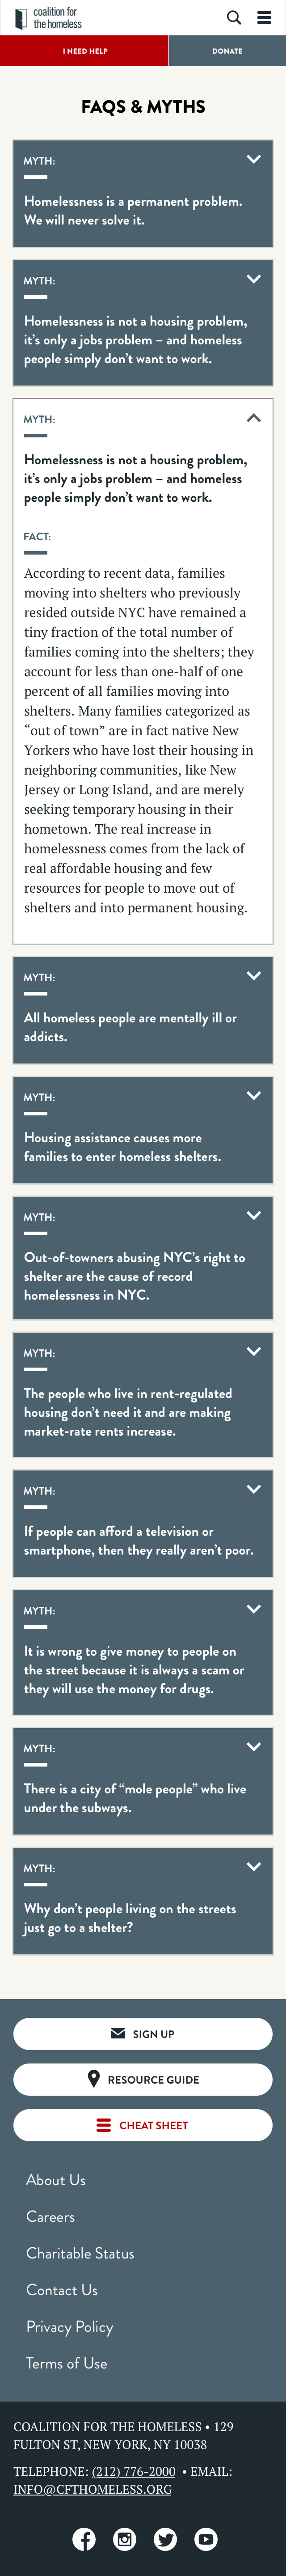 coalition for
the homeless
I NEED HELP
DONATE
FAQS & MYTHS
MYTH:
Homelessness is a permanent problem.
We will never solve it.
MYTH:
Homelessness is not a housing problem,
it’s only a jobs problem – and homeless
people simply don’t want to work.
MYTH:
Homelessness is not a housing problem,
it’s only a jobs problem – and homeless
people simply don’t want to work.
FACT:
According to recent data, families
moving into shelters who previously
resided outside NYC have remained a
tiny fraction of the total number of
families coming into the shelters; they
account for less than one-half of one
percent of all families moving into
shelters. Many families categorized as
“out of town” are in fact native New
Yorkers who have lost their housing in
neighboring communities, like New
Jersey or Long Island, and are merely
seeking temporary housing in their
hometown. The real increase in
homelessness comes from the lack of
real affordable housing and few
resources for people to move out of
shelters and into permanent housing.
MYTH:
All homeless people are mentally ill or
addicts.
MYTH:
Housing assistance causes more
families to enter homeless shelters.
MYTH:
Out-of-towners abusing NYC’s right to
shelter are the cause of record
homelessness in NYC.
MYTH:
The people who live in rent-regulated
housing don’t need it and are making
market-rate rents increase.
MYTH:
If people can afford a television or
smartphone, then they really aren’t poor.
MYTH:
It is wrong to give money to people on
the street because it is always a scam or
they will use the money for drugs.
MYTH:
There is a city of “mole people” who live
under the subways.
MYTH:
Why don’t people living on the streets
just go to a shelter?
SIGN UP
RESOURCE GUIDE
CHEAT SHEET
About Us
Careers
Charitable Status
Contact Us
Privacy Policy
Terms of Use
COALITION FOR THE HOMELESS • 129
FULTON ST, NEW YORK, NY 10038
TELEPHONE: (212) 776-2000 • EMAIL:
INFO@CFTHOMELESS.ORG